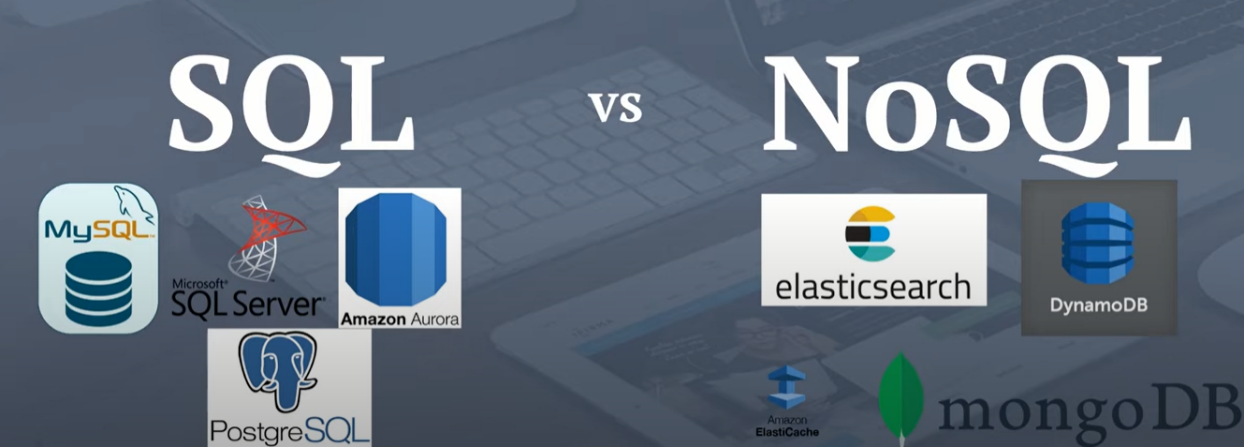 SQL vs NoSQL
MySQL
Microsoft
SQL Server
Amazon Aurora
PostgreSQL
elasticsearch
DynamoDB
Amazon
ElastiCache
mongoDB